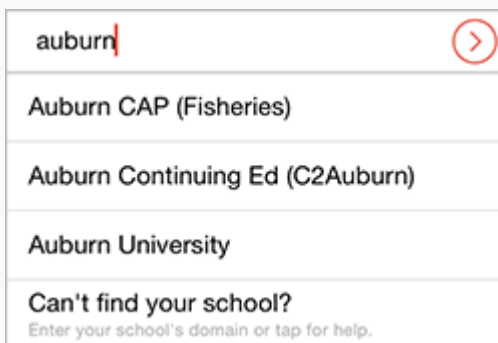 auburn
Auburn CAP (Fisheries)
Auburn Continuing Ed (C2Auburn)
Auburn University
Can't find your school?
Enter your school's domain or tap for help.